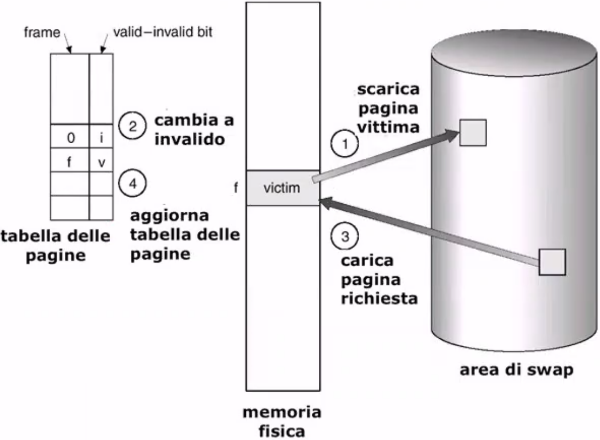 frame
valid–invalid bit
0
i
f
v
2
cambia a
invalido
4
aggiorna
tabella delle
pagine
tabella delle
pagine
f
victim
memoria
fisica
1
scarica
pagina
vittima
3
carica
pagina
richiesta
area di swap